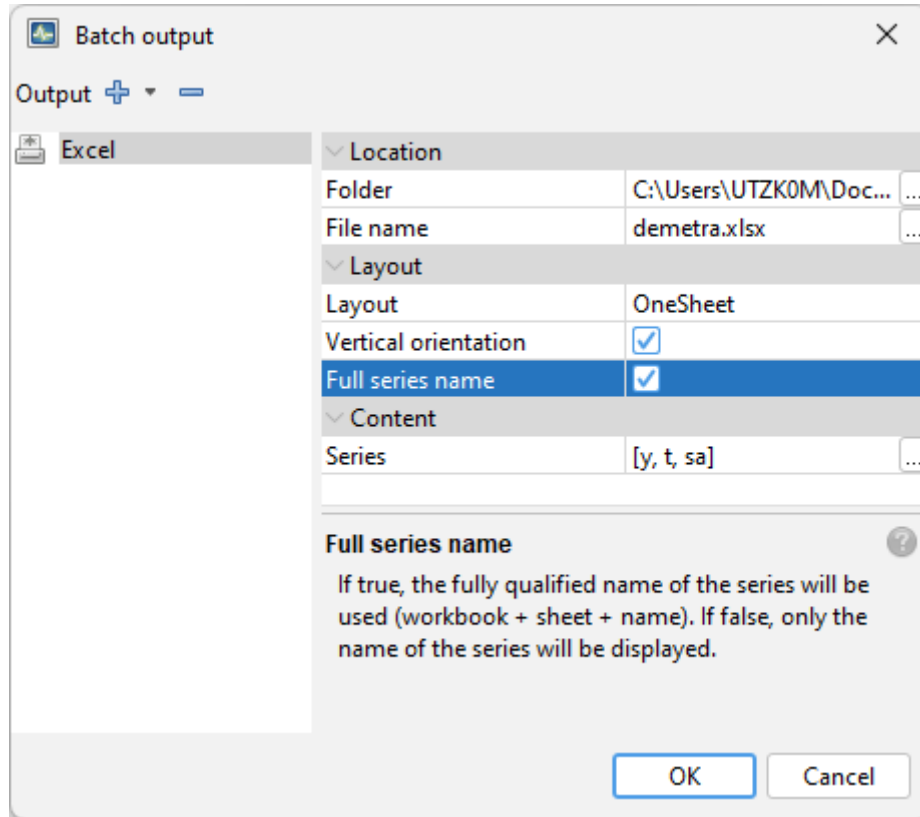 Batch output
Output
Excel
Location
Folder C:\Users\UTZK0M\Doc... ...
File name demetra.xlsx ...
Layout
Layout OneSheet
Vertical orientation
Full series name
Content
Series [y, t, sa] ...
Full series name
If true, the fully qualified name of the series will be
used (workbook + sheet + name). If false, only the
name of the series will be displayed.
OK Cancel